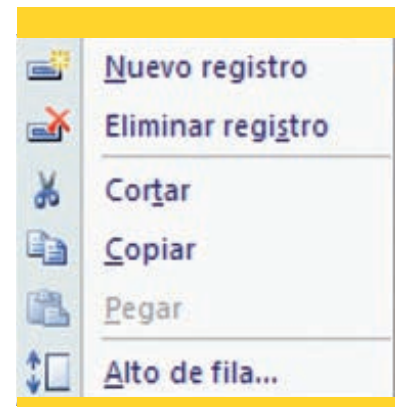 Nuevo registro
Eliminar registro
Cortar
Copiar
Pegar
Alto de fila...